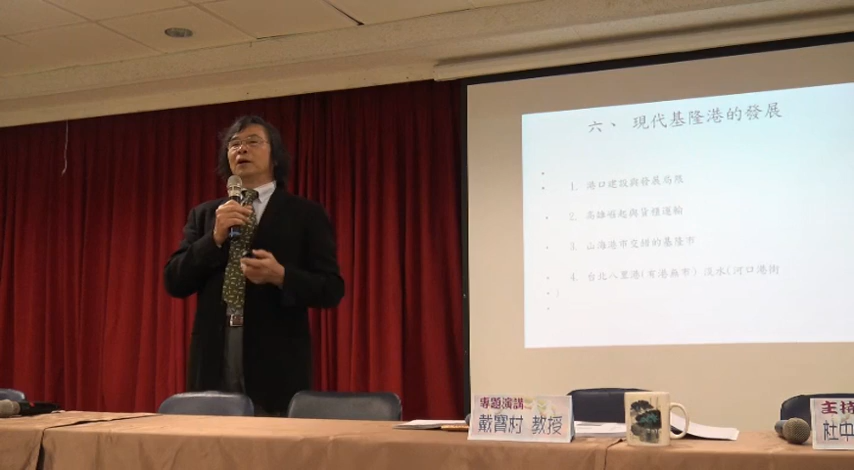 六、 現代基隆港的發展
1. 港口建設與發展局限
2. 高雄崛起與貨櫃運輸
3. 山海港市交錯的基隆市
4. 台北八里港(有港無市) 淡水(河口港街
專題演講
戴寶村 教授
主持
杜中